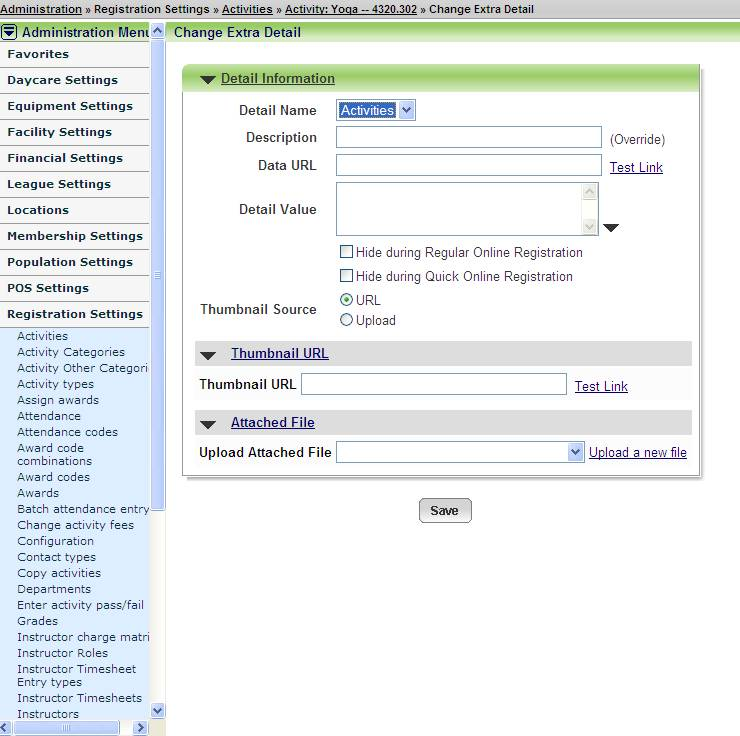 Administration » Registration Settings » Activities » Activity: Yoga -- 4320.302 » Change Extra Detail
Administration Menu
Favorites
Daycare Settings
Equipment Settings
Facility Settings
Financial Settings
League Settings
Locations
Membership Settings
Population Settings
POS Settings
Registration Settings
Activities
Activity Categories
Activity Other Categori
Activity types
Assign awards
Attendance
Attendance codes
Award code
combinations
Award codes
Awards
Batch attendance entry
Change activity fees
Configuration
Contact types
Copy activities
Departments
Enter activity pass/fail
Grades
Instructor charge matri
Instructor Roles
Instructor Timesheet
Entry types
Instructor Timesheets
Instructors
Change Extra Detail
Detail Information
Detail Name Activities
Description (Override)
Data URL Test Link
Detail Value
Hide during Regular Online Registration
Hide during Quick Online Registration
Thumbnail Source URL
Upload
Thumbnail URL
Thumbnail URL Test Link
Attached File
Upload Attached File Upload a new file
Save